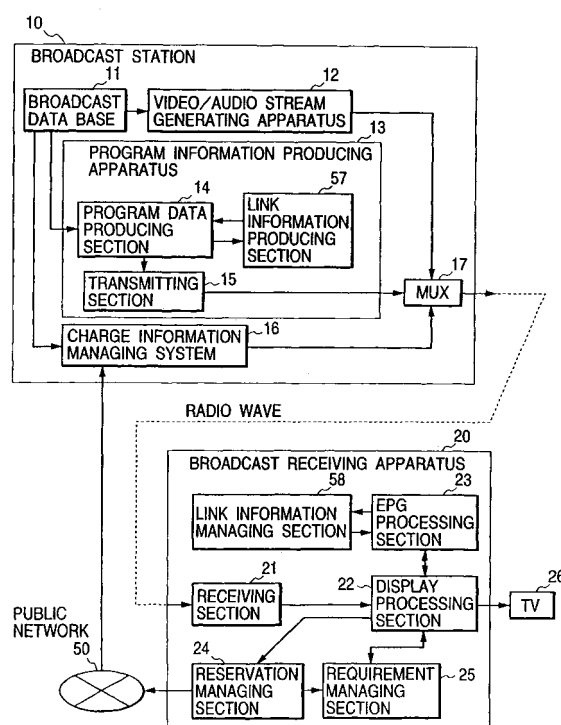 10
BROADCAST STATION
11
BROADCAST
DATA BASE
12
VIDEO/AUDIO STREAM
GENERATING APPARATUS
13
PROGRAM INFORMATION PRODUCING
APPARATUS
14
PROGRAM DATA
PRODUCING
SECTION
57
LINK
INFORMATION
PRODUCING
SECTION
15
TRANSMITTING
SECTION
17
MUX
16
CHARGE INFORMATION
MANAGING SYSTEM
RADIO WAVE
20
BROADCAST RECEIVING APPARATUS
58
LINK INFORMATION
MANAGING SECTION
23
EPG
PROCESSING
SECTION
21
RECEIVING
SECTION
22
DISPLAY
PROCESSING
SECTION
26
TV
PUBLIC
NETWORK
50
24
RESERVATION
MANAGING
SECTION
REQUIREMENT
MANAGING
SECTION
25